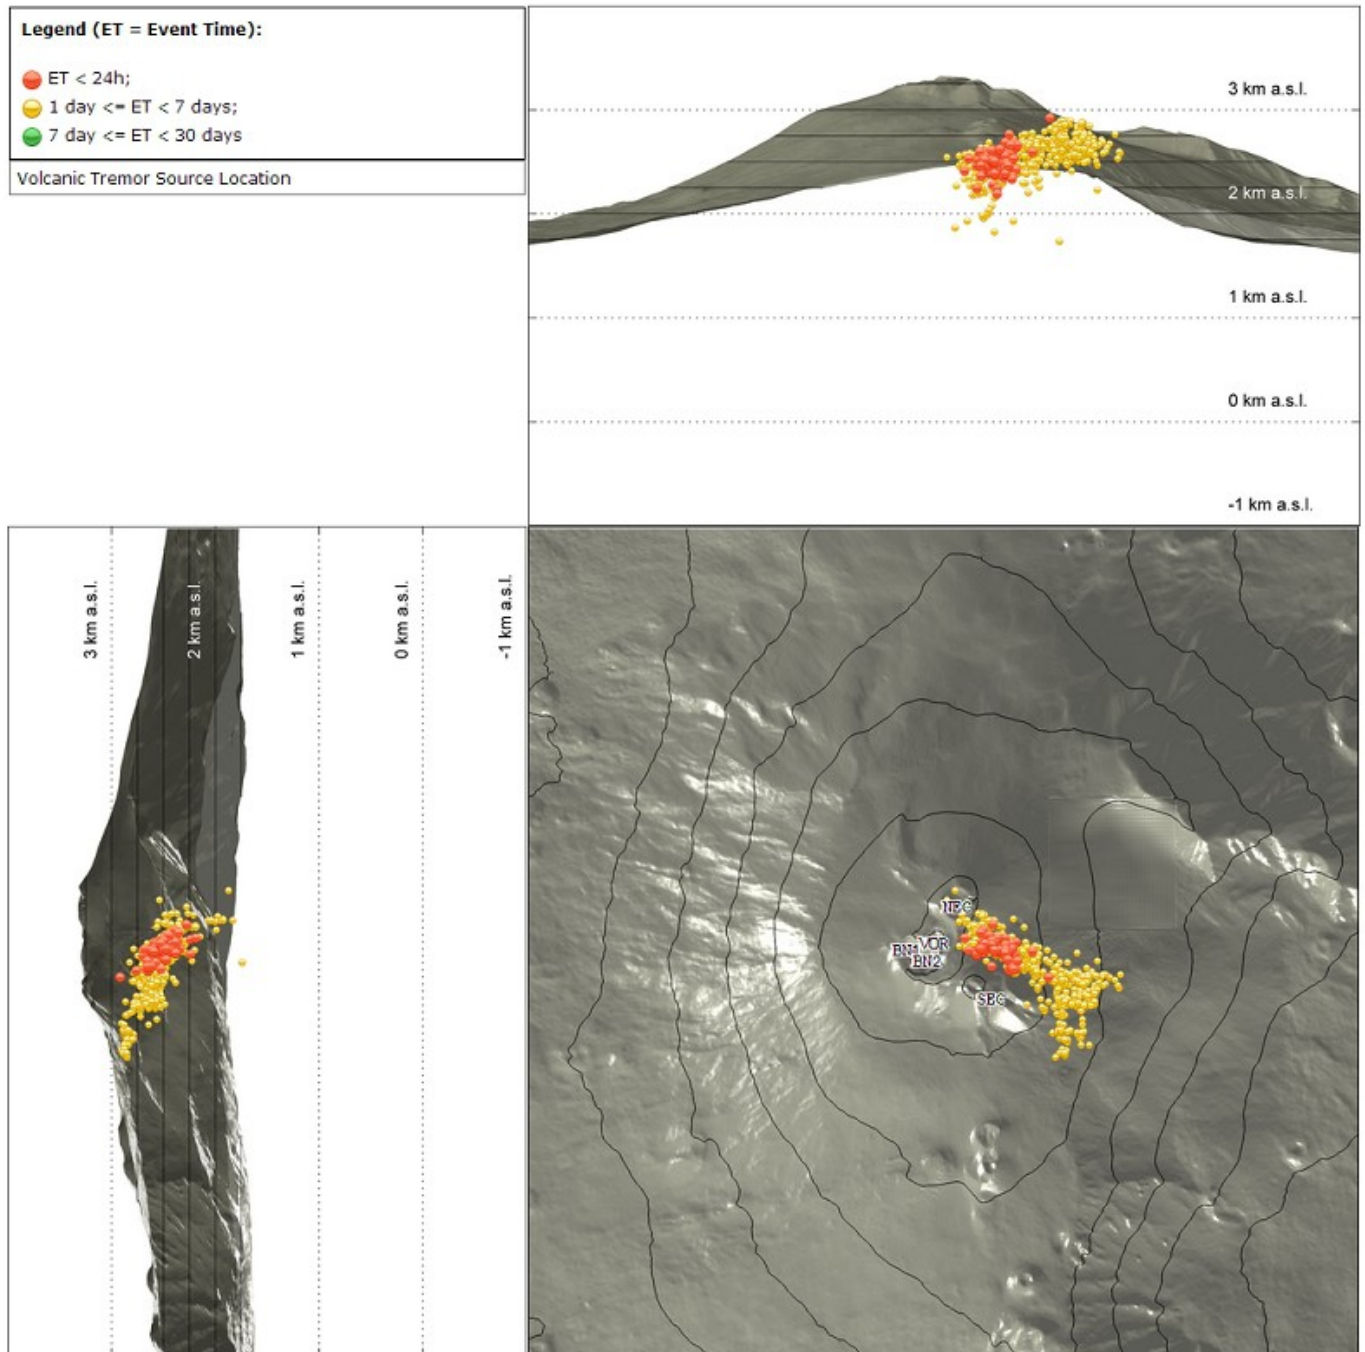 Legend (ET = Event Time):
ET < 24h;
1 day <= ET < 7 days;
7 day <= ET < 30 days
Volcanic Tremor Source Location
3 km a.s.l.
2 km a.s.l.
1 km a.s.l.
0 km a.s.l.
-1 km a.s.l.
3 km a.s.l.
2 km a.s.l.
1 km a.s.l.
0 km a.s.l.
-1 km a.s.l.
NEC
VOR
BN1
BN2
SEC